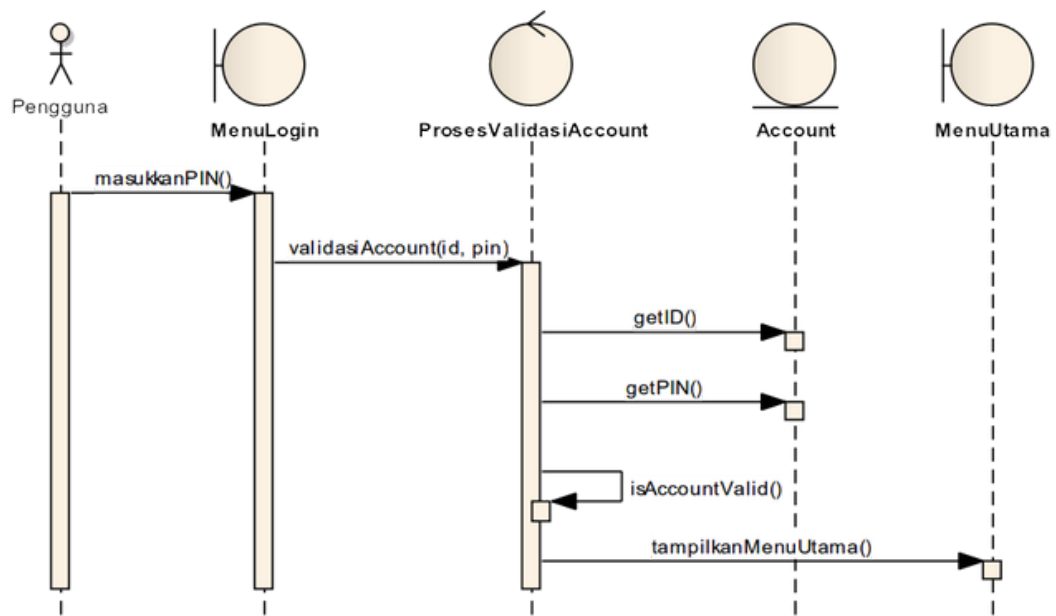 Pengguna
MenuLogin
ProsesValidasiAccount
Account
MenuUtama
masukkanPIN()
validasiAccount(id, pin)
getID()
getPIN()
isAccountValid()
tampilkanMenuUtama()